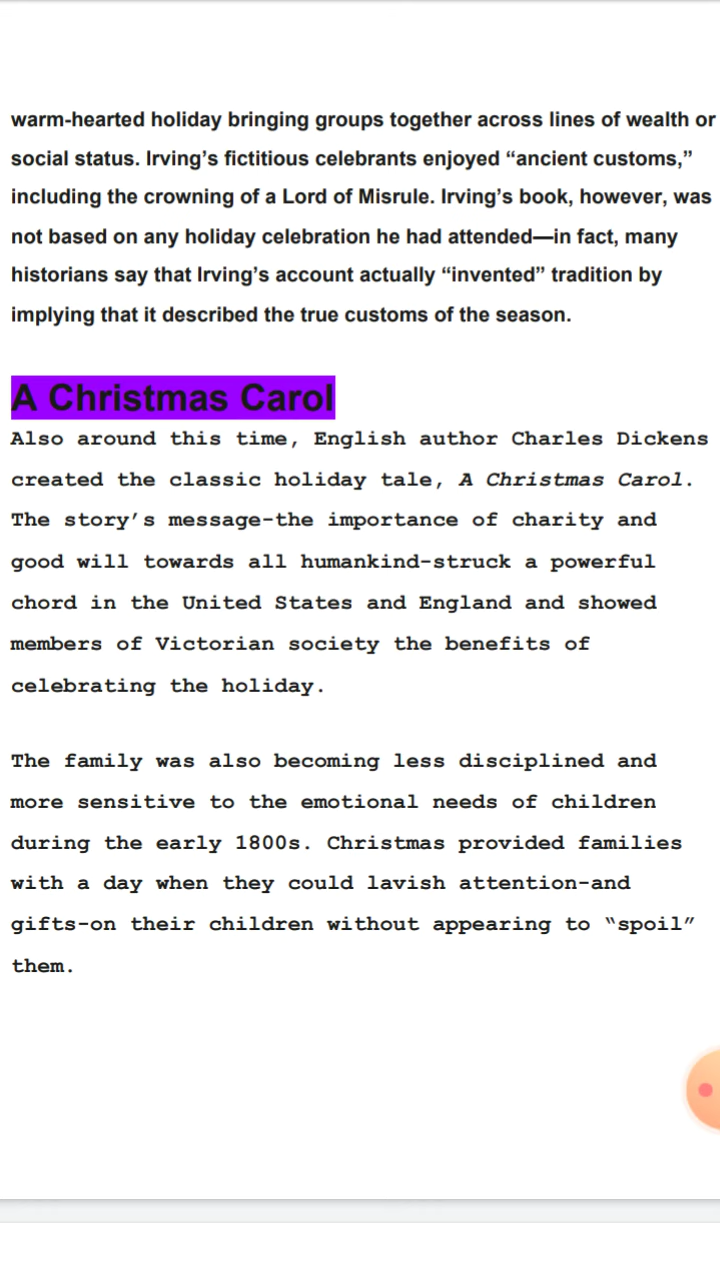 warm-hearted holiday bringing groups together across lines of wealth or
social status. Irving’s fictitious celebrants enjoyed “ancient customs,”
including the crowning of a Lord of Misrule. Irving’s book, however, was
not based on any holiday celebration he had attended—in fact, many
historians say that Irving’s account actually “invented” tradition by
implying that it described the true customs of the season.
A Christmas Carol
Also around this time, English author Charles Dickens
created the classic holiday tale, A Christmas Carol.
The story’s message-the importance of charity and
good will towards all humankind-struck a powerful
chord in the United States and England and showed
members of Victorian society the benefits of
celebrating the holiday.
The family was also becoming less disciplined and
more sensitive to the emotional needs of children
during the early 1800s. Christmas provided families
with a day when they could lavish attention-and
gifts-on their children without appearing to “spoil”
them.